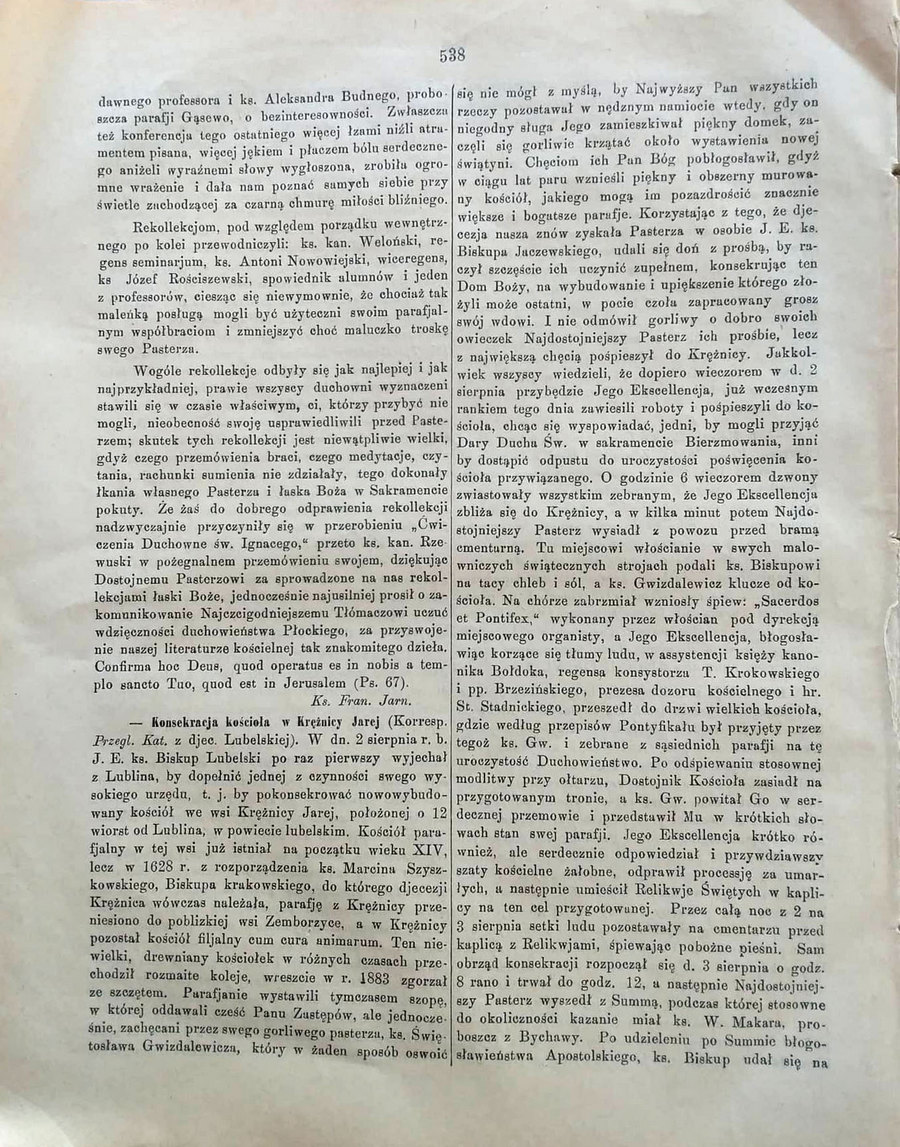 538
dawnego professora i ks. Aleksandra Budnego, probo-
szcza parafji Gąsewo, o bezinteresowności. Zwłaszcza
też konferencja tego ostatniego więcej łzami niźli atra-
mentem pisana, więcej jękiem i płaczem bólu serdeczne-
go aniżeli wyraźnemi słowy wygłoszona, zrobiła ogro-
mne wrażenie i dała nam poznać samych siebie przy
świetle zachodzącej za czarną chmurę miłości bliźniego.
Rekollekcjom, pod względem porządku wewnętrz-
nego po kolei przewodniczyli: ks. kan. Weloński, re-
gens seminarjum, ks. Antoni Nowowiejski, wiceregens,
ks Józef Rościszewski, spowiednik alumnów i jeden
z professorów, ciesząc się niewymownie, że chociaż tak
maleńką posługą mogli być użyteczni swoim parafjal-
nym współbraciom i zmniejszyć choć maluczko troskę
swego Pasterza.
Wogóle rekollekcje odbyły się jak najlepiej i jak
najprzykładniej, prawie wszyscy duchowni wyznaczeni
stawili się w czasie właściwym, ci, którzy przybyć nie
mogli, nieobecność swoję usprawiedliwili przed Paste-
rzem; skutek tych rekollekcji jest niewątpliwie wielki,
gdyż czego przemówienia braci, czego medytacje, czy-
tania, rachunki sumienia nie zdziałały, tego dokonały
łkania własnego Pasterza i łaska Boża w Sakramencie
pokuty. Że zaś do dobrego odprawienia rekollekcji
nadzwyczajnie przyczyniły się w przerobieniu „Ćwi-
czenia Duchowne św. Ignacego,“ przeto ks. kan. Rze-
wuski w pożegnalnem przemówieniu swojem, dziękując
Dostojnemu Pasterzowi za sprowadzone na nas rekol-
lekcjami łaski Boże, jednocześnie najusilniej prosił o za-
komunikowanie Najczcigodniejszemu Tłómaczowi uczuć
wdzięczności duchowieństwa Płockiego, za przyswoje-
nie naszej literaturze kościelnej tak znakomitego dzieła.
Confirma hoc Deus, quod operatus es in nobis a tem-
plo sancto Tuo, quod est in Jerusalem (Ps. 67).
Ks. Fran. Jarn.
— Konsekracja kościoła w Krężnicy Jarej (Korresp.
Przegl. Kat. z djec. Lubelskiej). W dn. 2 sierpnia r. b.
J. E. ks. Biskup Lubelski po raz pierwszy wyjechał
z Lublina, by dopełnić jednej z czynności swego wy-
sokiego urzędu, t. j. by pokonsekrować nowowybudo-
wany kościół we wsi Krężnicy Jarej, położonej o 12
wiorst od Lublina, w powiecie lubelskim. Kościół para-
fjalny w tej wsi już istniał na początku wieku XIV,
lecz w 1628 r. z rozporządzenia ks. Marcina Szysz-
kowskiego, Biskupa krakowskiego, do którego djecezji
Krężnica wówczas należała, parafję z Krężnicy prze-
niesiono do poblizkiej wsi Zemborzyce, a w Krężnicy
pozostał kościół filjalny cum cura animarum. Ten nie-
wielki, drewniany kościołek w różnych czasach prze-
chodził rozmaite koleje, wreszcie w r. 1883 zgorzał
ze szczętem. Parafjanie wystawili tymczasem szopę,
w której oddawali cześć Panu Zastępów, ale jednocze-
śnie, zachęcani przez swego gorliwego pasterza, ks. Świę-
tosława Gwizdalewicza, który w żaden sposób oswoić
się nie mógł z myślą, by Najwyższy Pan wszystkich
rzeczy pozostawał w nędznym namiocie wtedy, gdy on
niegodny sługa Jego zamieszkiwał piękny domek, za-
częli się gorliwie krzątać około wystawienia nowej
świątyni. Chęciom ich Pan Bóg pobłogosławił, gdyż
w ciągu lat paru wznieśli piękny i obszerny murowa-
ny kościół, jakiego mogą im pozazdrościć znacznie
większe i bogatsze parafje. Korzystając z tego, że dje-
cezja nasza znów zyskała Pasterza w osobie J. E. ks.
Biskupa Jaczewskiego, udali się doń z prośbą, by ra-
czył szczęście ich uczynić zupełnem, konsekrując ten
Dom Boży, na wybudowanie i upiększenie którego zło-
żyli może ostatni, w pocie czoła zapracowany grosz
swój wdowi. I nie odmówił gorliwy o dobro swoich
owieczek Najdostojniejszy Pasterz ich prośbie, lecz
z największą chęcią pośpieszył do Krężnicy. Jakkol-
wiek wszyscy wiedzieli, że dopiero wieczorem w d. 2
sierpnia przybędzie Jego Ekscellencja, już wczesnym
rankiem tego dnia zawiesili roboty i pośpieszyli do ko-
ścioła, chcąc się wyspowiadać, jedni, by mogli przyjąć
Dary Ducha Św. w sakramencie Bierzmowania, inni
by dostąpić odpustu do uroczystości poświęcenia ko-
ścioła przywiązanego. O godzinie 6 wieczorem dzwony
zwiastowały wszystkim zebranym, że Jego Ekscellencja
zbliża się do Krężnicy, a w kilka minut potem Najdo-
stojniejszy Pasterz wysiadł z powozu przed bramą
cmentarną. Tu miejscowi włościanie w swych malo-
wniczych świątecznych strojach podali ks. Biskupowi
na tacy chleb i sól, a ks. Gwizdalewicz klucze od ko-
ścioła. Na chórze zabrzmiał wzniosły śpiew: „Sacerdos
et Pontifex,“ wykonany przez włościan pod dyrekcją
miejscowego organisty, a Jego Ekscellencja, błogosła-
wiąc korzące się tłumy ludu, w assystencji księży kano-
nika Bołdoka, regensa konsystorza T. Krokowskiego
i pp. Brzezińskiego, prezesa dozoru kościelnego i hr.
St. Stadnickiego, przeszedł do drzwi wielkich kościoła,
gdzie według przepisów Pontyfikału był przyjęty przez
tegoż ks. Gw. i zebrane z sąsiednich parafji na tę
uroczystość Duchowieństwo. Po odśpiewaniu stosownej
modlitwy przy ołtarzu, Dostojnik Kościoła zasiadł na
przygotowanym tronie, a ks. Gw. powitał Go w ser-
decznej przemowie i przedstawił Mu w krótkich sło-
wach stan swej parafji. Jego Ekscellencja krótko ró-
wnież, ale serdecznie odpowiedział i przywdziawszy
szaty kościelne żałobne, odprawił processję za umar-
łych, a następnie umieścił Relikwje Świętych w kapli-
cy na ten cel przygotowanej. Przez całą noc z 2 na
3 sierpnia setki ludu pozostawały na cmentarzu przed
kaplicą z Relikwjami, śpiewając pobożne pieśni. Sam
obrząd konsekracji rozpoczął się d. 3 sierpnia o godz.
8 rano i trwał do godz. 12, a następnie Najdostojniej-
szy Pasterz wyszedł z Summą, podczas której stosowne
do okoliczności kazanie miał ks. W. Makara, pro-
boszcz z Bychawy. Po udzieleniu po Summie błogo-
sławieństwa Apostolskiego, ks. Biskup udał się na